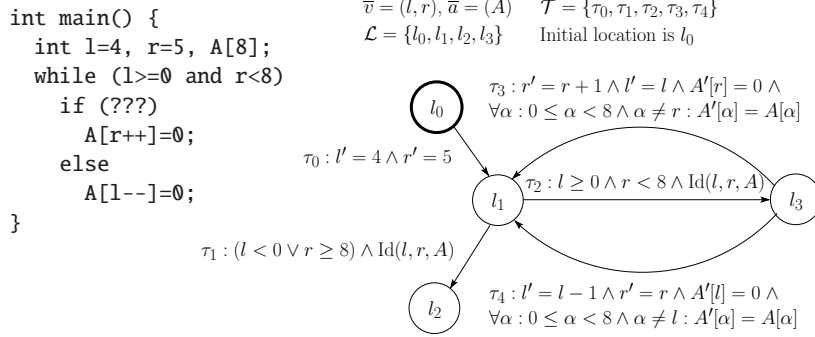 int main() {
int l=4, r=5, A[8];
while (l>=0 and r<8)
if (???)
A[r++]=0;
else
A[l--]=0;
}
v̅ = (l, r), a̅ = (A) 𝒯 = {τ₀, τ₁, τ₂, τ₃, τ₄}
ℒ = {l₀, l₁, l₂, l₃} Initial location is l₀
l₀
τ₃ : r′ = r + 1 ∧ l′ = l ∧ A′[r] = 0 ∧
∀α : 0 ≤ α < 8 ∧ α ≠ r : A′[α] = A[α]
τ₀ : l′ = 4 ∧ r′ = 5
l₁
τ₂ : l ≥ 0 ∧ r < 8 ∧ Id(l, r, A)
l₃
τ₁ : (l < 0 ∨ r ≥ 8) ∧ Id(l, r, A)
l₂
τ₄ : l′ = l − 1 ∧ r′ = r ∧ A′[l] = 0 ∧
∀α : 0 ≤ α < 8 ∧ α ≠ l : A′[α] = A[α]